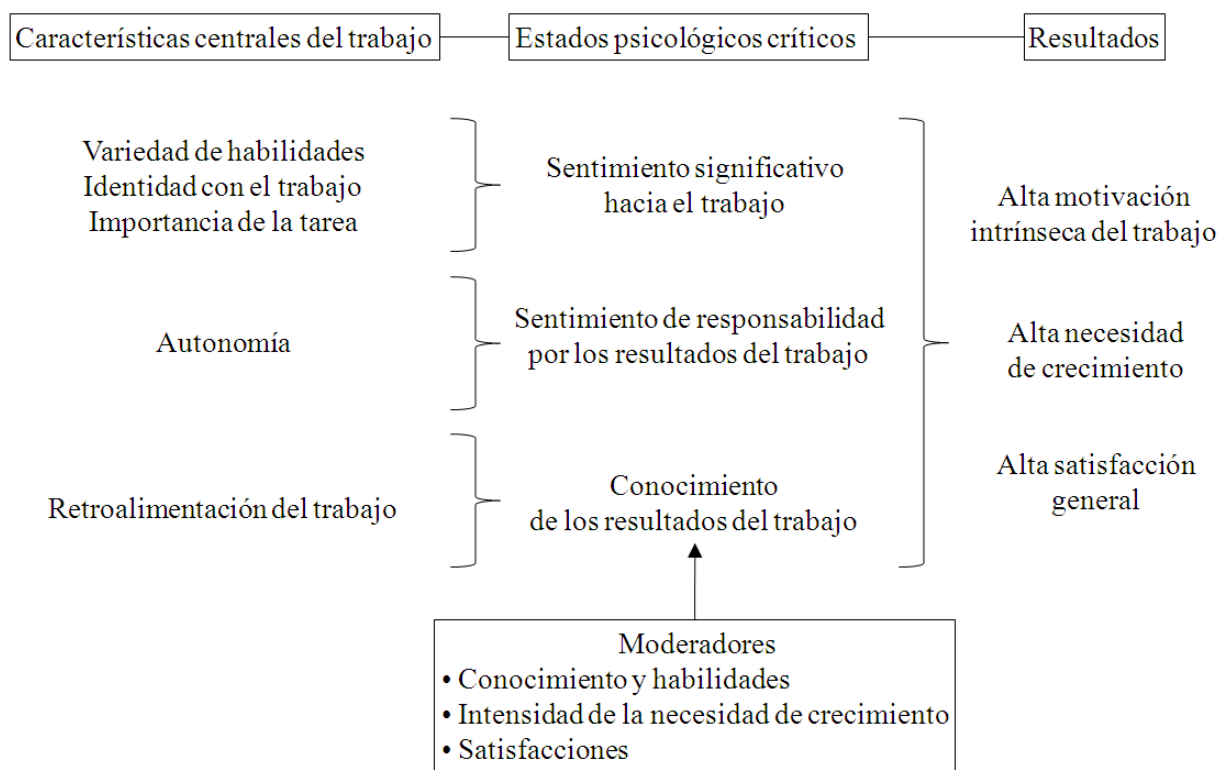 Características centrales del trabajo
Estados psicológicos críticos
Resultados
Variedad de habilidades
Identidad con el trabajo
Importancia de la tarea
Sentimiento significativo
hacia el trabajo
Autonomía
Sentimiento de responsabilidad
por los resultados del trabajo
Retroalimentación del trabajo
Conocimiento
de los resultados del trabajo
Alta motivación
intrínseca del trabajo
Alta necesidad
de crecimiento
Alta satisfacción
general
Moderadores
• Conocimiento y habilidades
• Intensidad de la necesidad de crecimiento
• Satisfacciones